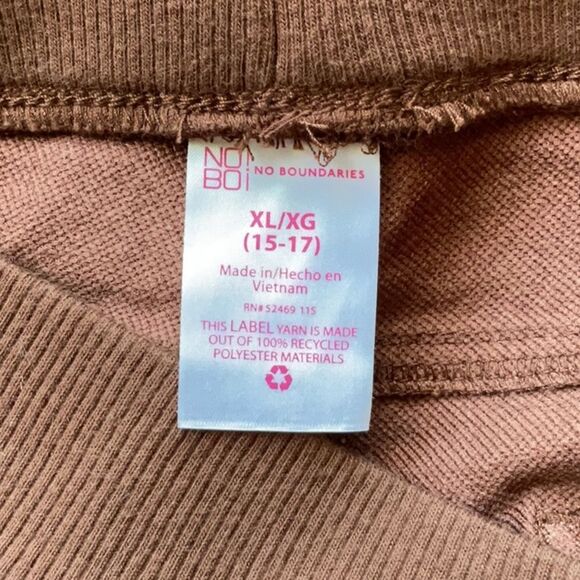 NO
BO
NO BOUNDARIES
XL/XG
(15-17)
Made in/Hecho en
Vietnam
RN# 52469 115
THIS LABEL YARN IS MADE
OUT OF 100% RECYCLED
POLYESTER MATERIALS